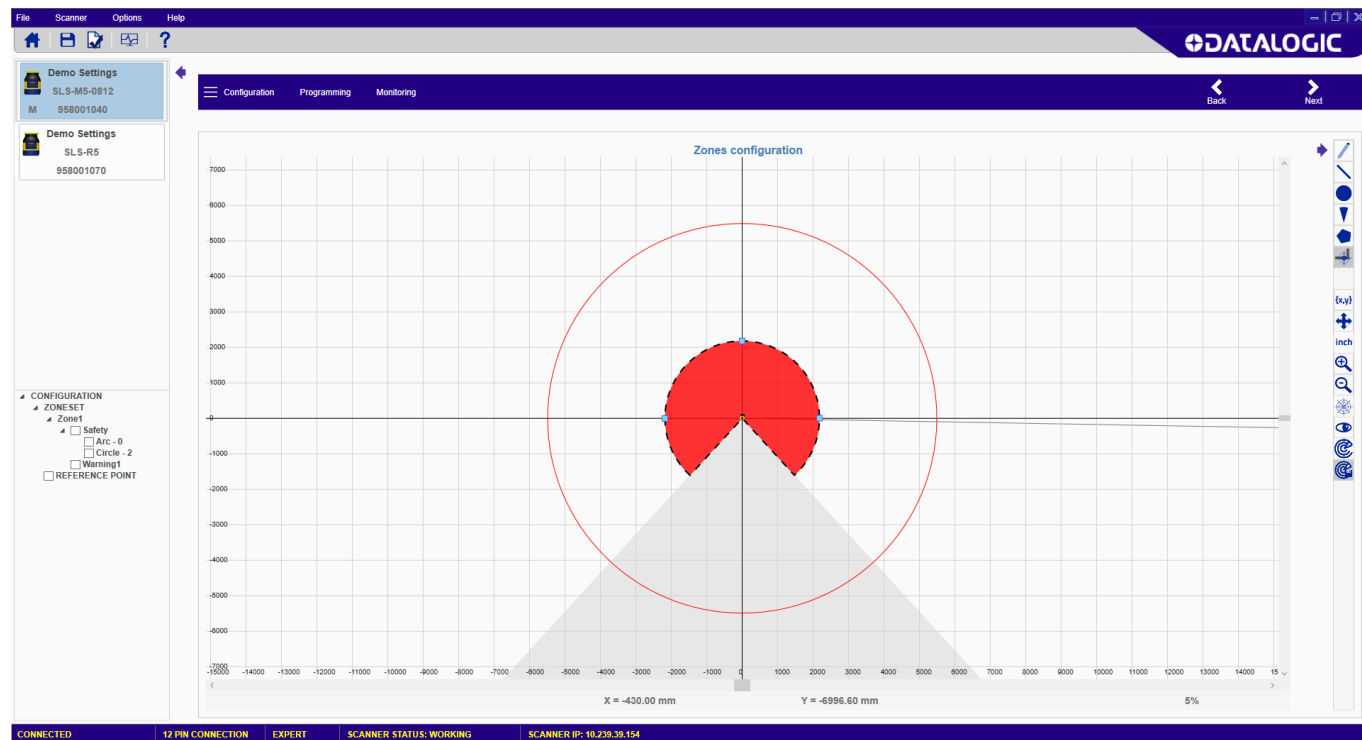 File Scanner Options Help
DATALOGIC
Demo Settings
SLS-M5-0812
M 958001040
Demo Settings
SLS-R5
958001070
Configuration Programming Monitoring Back Next
Zones configuration
7000
6000
5000
4000
3000
2000
1000
0
-1000
-2000
-3000
-4000
-5000
-6000
-7000
-15000 -14000 -13000 -12000 -11000 -10000 -9000 -8000 -7000 -6000 -5000 -4000 -3000 -2000 -1000 0 1000 2000 3000 4000 5000 6000 7000 8000 9000 10000 11000 12000 13000 14000 15
X = -430.00 mm Y = -6996.60 mm 5%
{x,y}
inch
CONFIGURATION
ZONESET
Zone1
Safety
Arc - 0
Circle - 2
Warning1
REFERENCE POINT
CONNECTED 12 PIN CONNECTION EXPERT SCANNER STATUS: WORKING SCANNER IP: 10.239.39.154